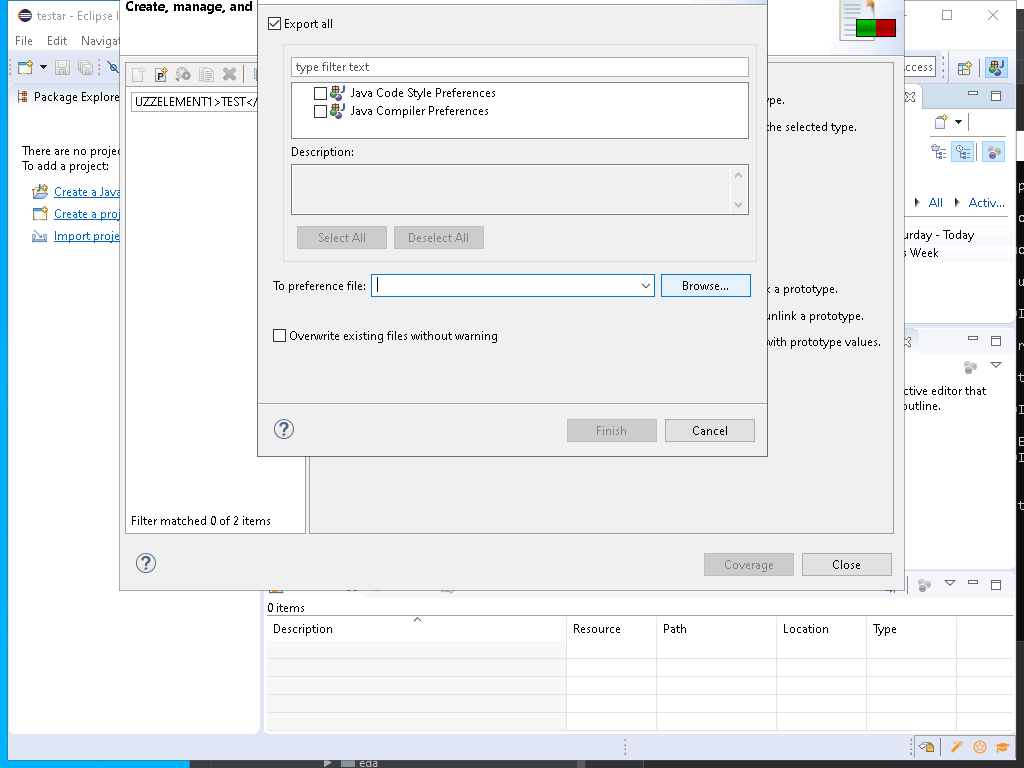 testar - Eclipse I
Create, manage, and
File Edit Navigat
Export all
type filter text
Java Code Style Preferences
Java Compiler Preferences
Description:
Select All
Deselect All
To preference file:
Browse...
Overwrite existing files without warning
Finish
Cancel
Package Explore
There are no projec
To add a project:
Create a Java
Create a proj
Import proje
UZZELEMENT1>TEST</
Filter matched 0 of 2 items
ype.
the selected type.
k a prototype.
unlink a prototype.
with prototype values.
Coverage
Close
ccess
All
Activ...
urday - Today
s Week
ctive editor that
outline.
0 items
Description
Resource
Path
Location
Type
eda